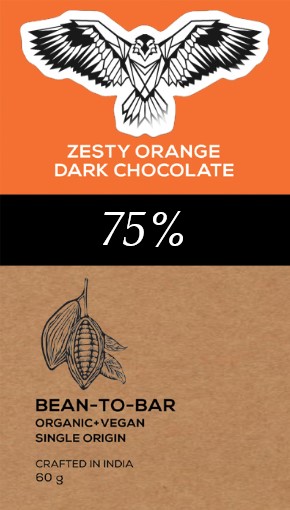 ZESTY ORANGE
DARK CHOCOLATE
75%
BEAN-TO-BAR
ORGANIC+VEGAN
SINGLE ORIGIN
CRAFTED IN INDIA
60 g